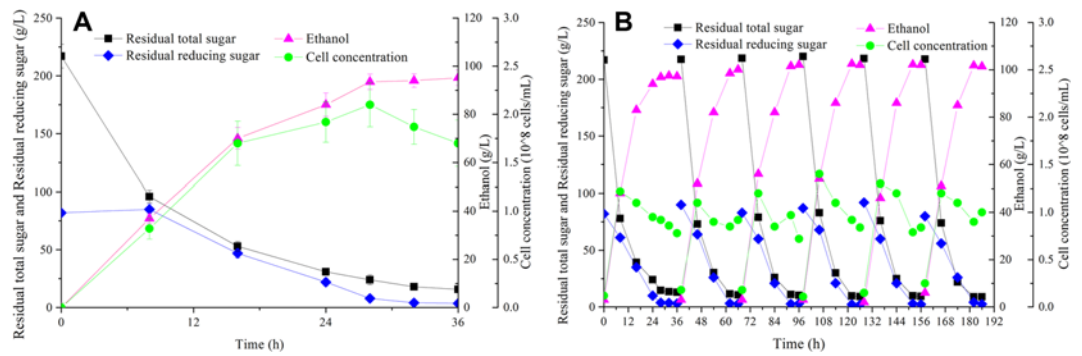 A
Residual total sugar
Residual reducing sugar
Ethanol
Cell concentration
Residual total sugar and Residual reducing sugar (g/L)
250
200
150
100
50
0
0 12 24 36
Time (h)
120
100
80
60
40
20
0
Ethanol (g/L)
3.0
2.5
2.0
1.5
1.0
0.5
0.0
Cell concentration (10^8 cells/mL)
B
Residual total sugar
Residual reducing sugar
Ethanol
Cell concentration
Residual total sugar and Residual reducing sugar (g/L)
250
200
150
100
50
0
0 12 24 36 48 60 72 84 96 108 120 132 144 156 168 180 192
Time (h)
120
100
80
60
40
20
0
Ethanol (g/L)
3.0
2.5
2.0
1.5
1.0
0.5
0.0
Cell concentration (10^8 cells/mL)